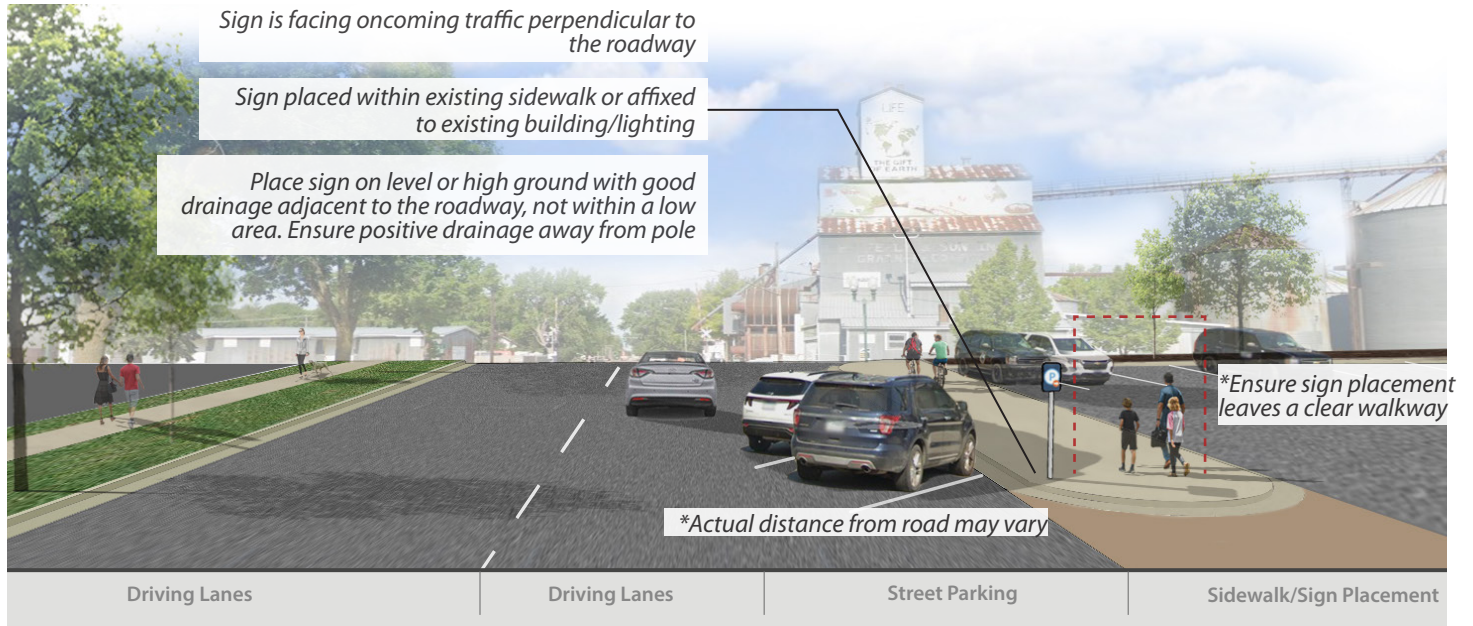 Sign is facing oncoming traffic perpendicular to
the roadway
Sign placed within existing sidewalk or affixed
to existing building/lighting
Place sign on level or high ground with good
drainage adjacent to the roadway, not within a low
area. Ensure positive drainage away from pole
LIFE
THE GIFT
OF EARTH
P
*Ensure sign placement
leaves a clear walkway
*Actual distance from road may vary
Driving Lanes
Driving Lanes
Street Parking
Sidewalk/Sign Placement